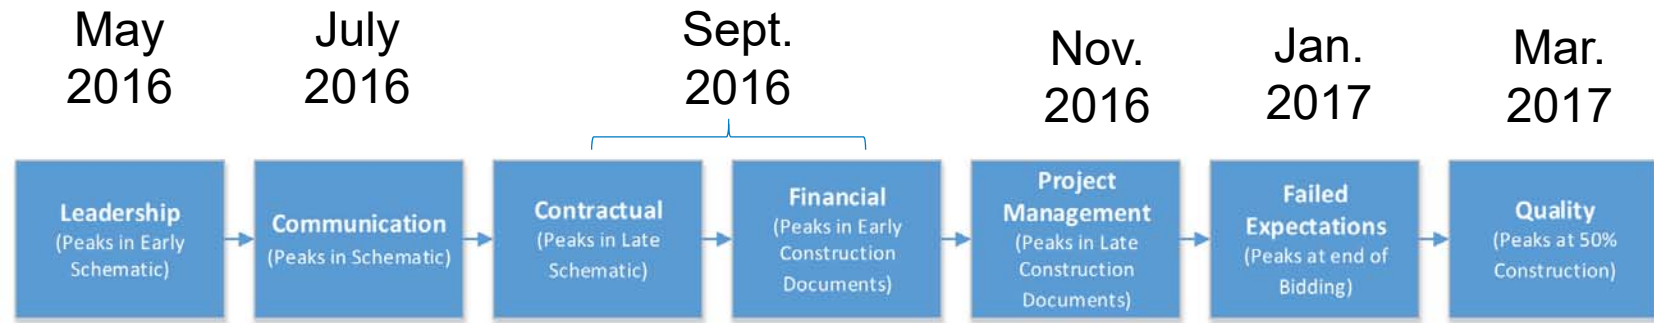 May
2016
July
2016
Sept.
2016
Nov.
2016
Jan.
2017
Mar.
2017
Leadership
(Peaks in Early
Schematic)
Communication
(Peaks in Schematic)
Contractual
(Peaks in Late
Schematic)
Financial
(Peaks in Early
Construction
Documents)
Project
Management
(Peaks in Late
Construction
Documents)
Failed
Expectations
(Peaks at end of
Bidding)
Quality
(Peaks at 50%
Construction)